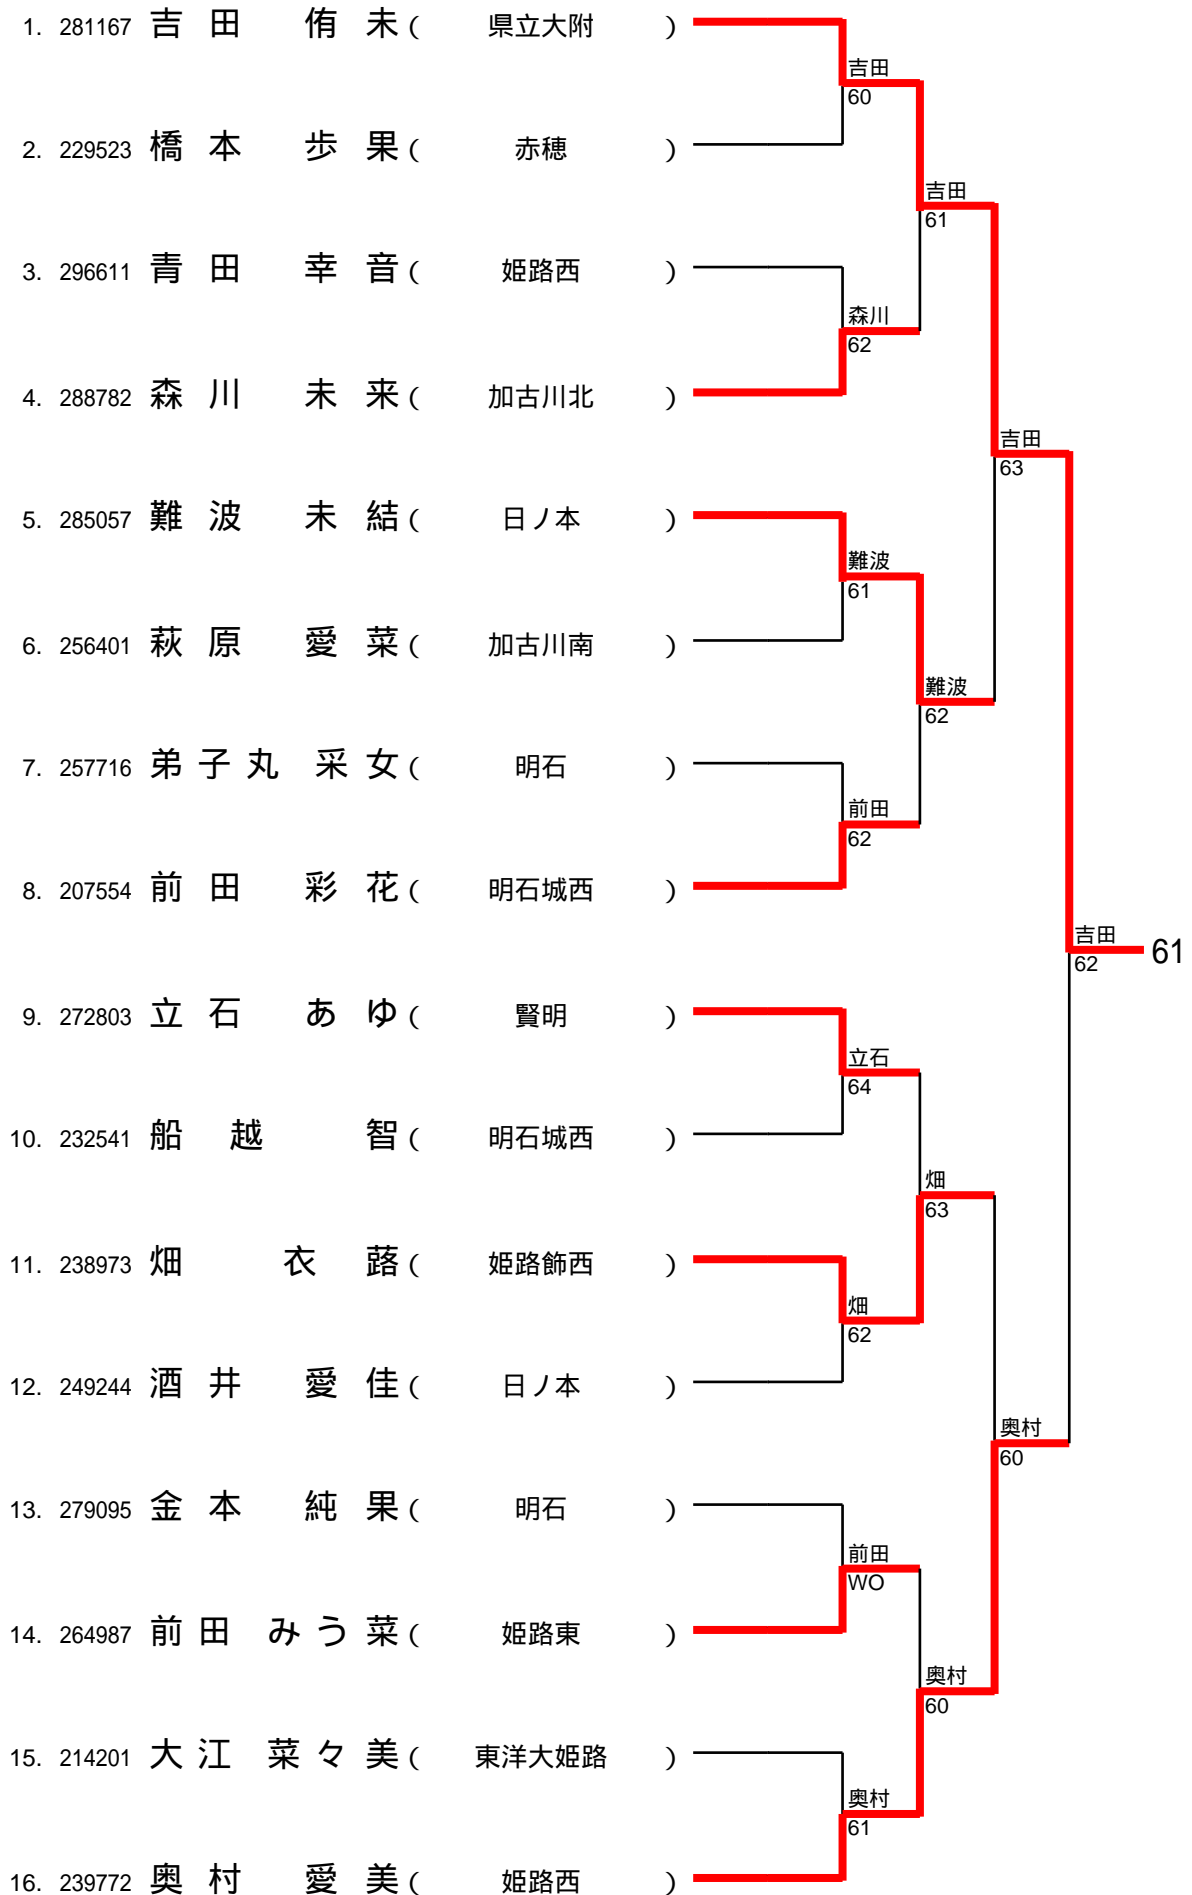 1. 281167 吉田 侑未 ( 県立大附 )
吉田
60
2. 229523 橋本 歩果 ( 赤穂 )
吉田
61
3. 296611 青田 幸音 ( 姫路西 )
森川
62
4. 288782 森川 未来 ( 加古川北 )
吉田
63
5. 285057 難波 未結 ( 日ノ本 )
難波
61
6. 256401 萩原 愛菜 ( 加古川南 )
難波
62
7. 257716 弟子丸 采女 ( 明石 )
前田
62
8. 207554 前田 彩花 ( 明石城西 )
吉田
62
61
9. 272803 立石 あゆ ( 賢明 )
立石
64
10. 232541 船越 智 ( 明石城西 )
畑
63
11. 238973 畑 衣蕗 ( 姫路飾西 )
畑
62
12. 249244 酒井 愛佳 ( 日ノ本 )
奥村
60
13. 279095 金本 純果 ( 明石 )
前田
WO
14. 264987 前田 みう菜 ( 姫路東 )
奥村
60
15. 214201 大江 菜々美 ( 東洋大姫路 )
奥村
61
16. 239772 奥村 愛美 ( 姫路西 )